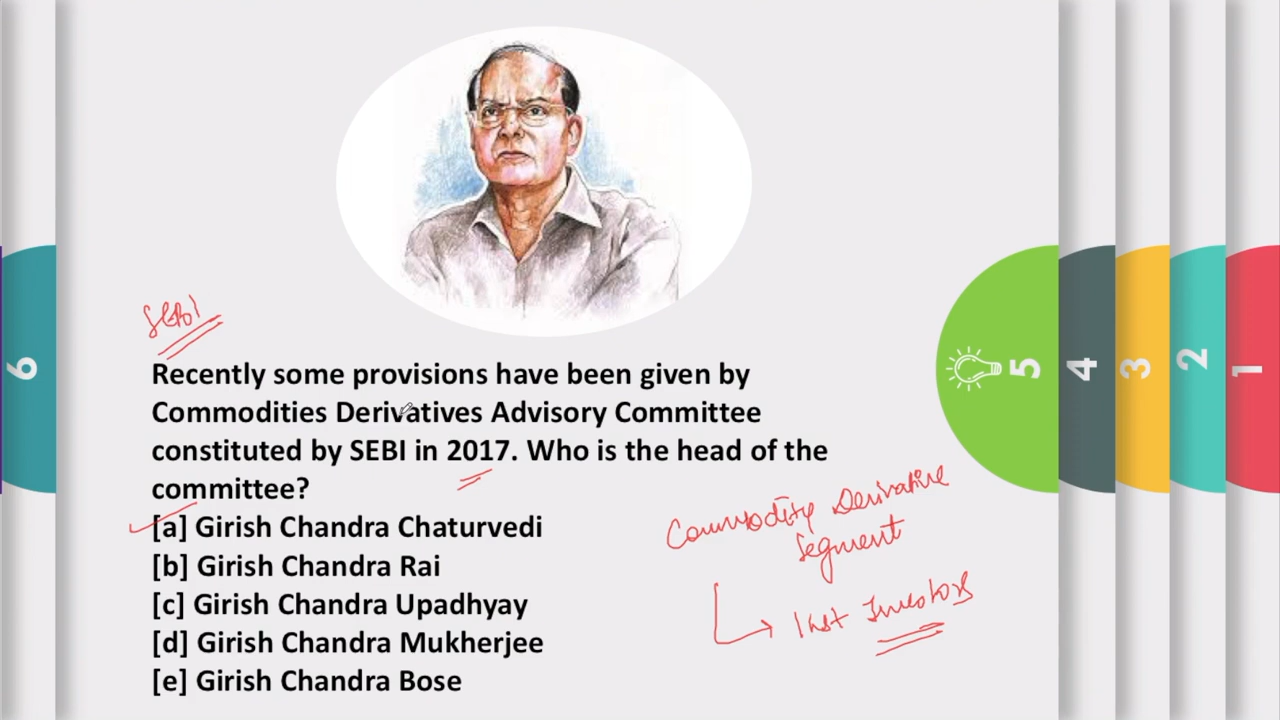 SEBI
Recently some provisions have been given by
Commodities Derivatives Advisory Committee
constituted by SEBI in 2017. Who is the head of the
committee?
[a] Girish Chandra Chaturvedi
[b] Girish Chandra Rai
[c] Girish Chandra Upadhyay
[d] Girish Chandra Mukherjee
[e] Girish Chandra Bose
Commodity Derivative
Segment
Inst Investors
6
5
4
3
2
1